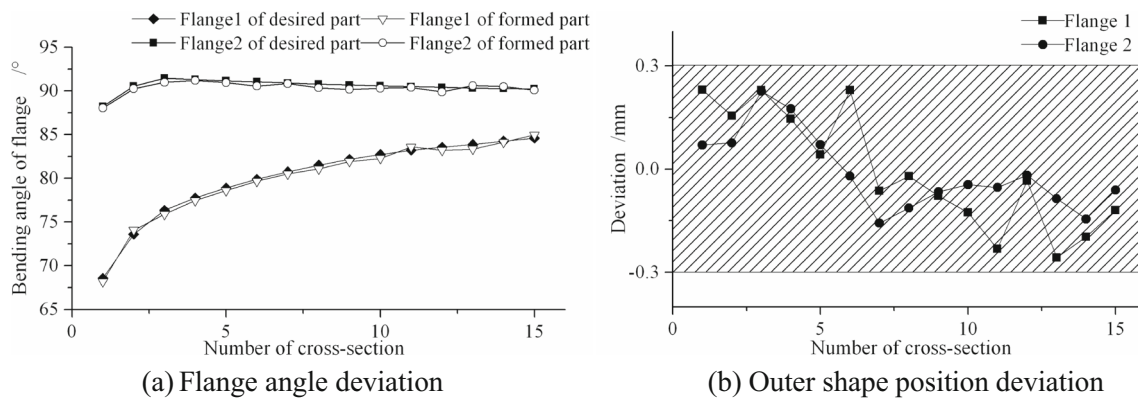 Flange1 of desired part Flange1 of formed part
Flange2 of desired part Flange2 of formed part
Bending angle of flange /°
95
90
85
80
75
70
65
0 5 10 15
Number of cross-section
(a) Flange angle deviation
Flange 1
Flange 2
Deviation /mm
0.3
0.0
-0.3
0 5 10 15
Number of cross-section
(b) Outer shape position deviation